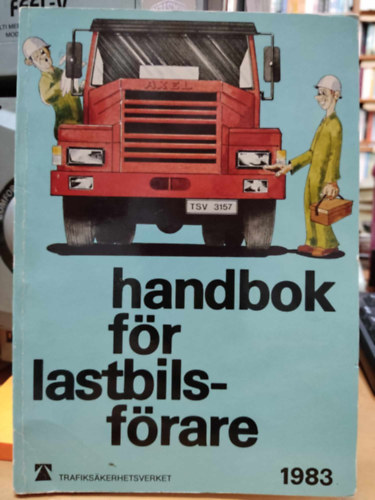 AXEL
TSV 3157
handbok
för
lastbils-
förare
TRAFIKSÄKERHETSVERKET
1983